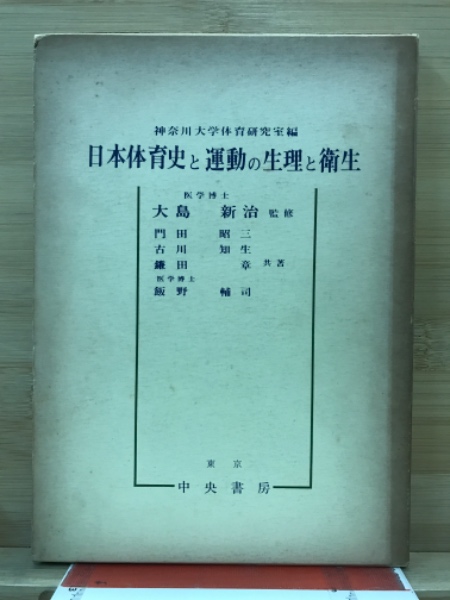 神奈川大学体育研究室編
日本体育史と運動の生理と衛生
医学博士
大島 新治 監修
門田 昭三
古川 知生
鎌田 章 共著
医学博士
飯野 輔司
東京
中央書房